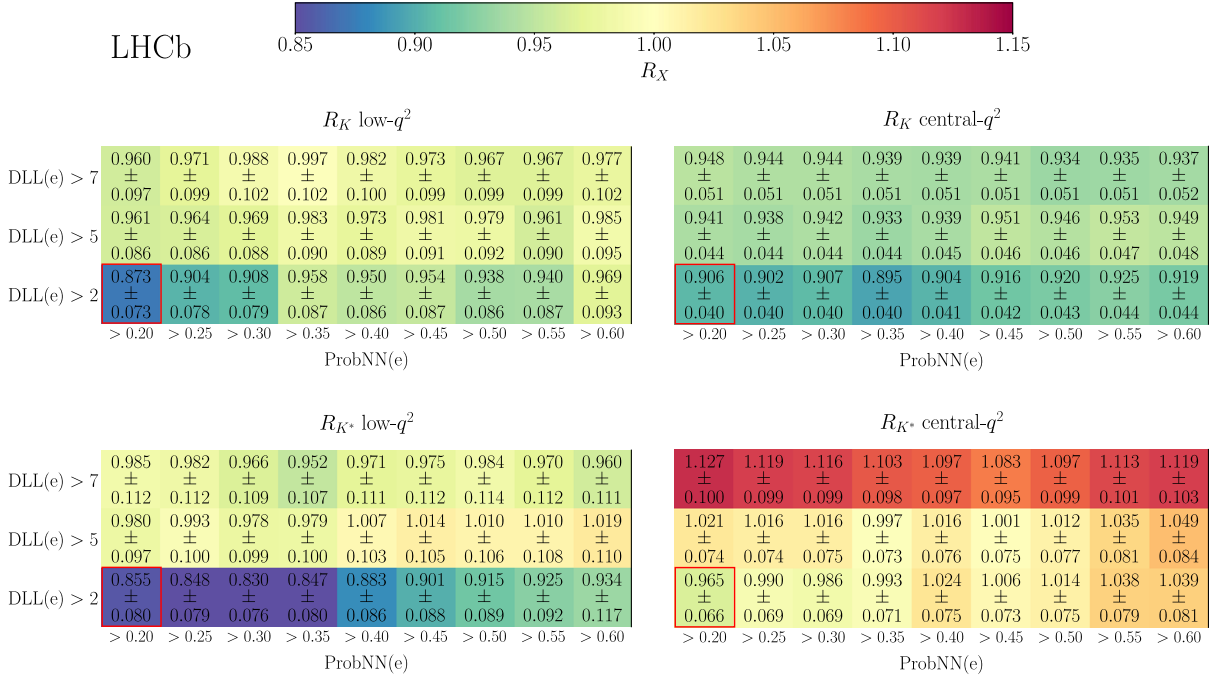 LHCb
0.85 0.90 0.95 1.00 1.05 1.10 1.15
R_X
R_K low-q²
DLL(e) > 7
0.960 0.971 0.988 0.997 0.982 0.973 0.967 0.967 0.977
± ± ± ± ± ± ± ± ±
0.097 0.099 0.102 0.102 0.100 0.099 0.099 0.099 0.102
DLL(e) > 5
0.961 0.964 0.969 0.983 0.973 0.981 0.979 0.961 0.985
± ± ± ± ± ± ± ± ±
0.086 0.086 0.088 0.090 0.089 0.091 0.092 0.090 0.095
DLL(e) > 2
0.873 0.904 0.908 0.958 0.950 0.954 0.938 0.940 0.969
± ± ± ± ± ± ± ± ±
0.073 0.078 0.079 0.087 0.086 0.087 0.086 0.087 0.093
> 0.20 > 0.25 > 0.30 > 0.35 > 0.40 > 0.45 > 0.50 > 0.55 > 0.60
ProbNN(e)
R_K central-q²
0.948 0.944 0.944 0.939 0.939 0.941 0.934 0.935 0.937
± ± ± ± ± ± ± ± ±
0.051 0.051 0.051 0.051 0.051 0.051 0.051 0.051 0.052
0.941 0.938 0.942 0.933 0.939 0.951 0.946 0.953 0.949
± ± ± ± ± ± ± ± ±
0.044 0.044 0.044 0.044 0.045 0.046 0.046 0.047 0.048
0.906 0.902 0.907 0.895 0.904 0.916 0.920 0.925 0.919
± ± ± ± ± ± ± ± ±
0.040 0.040 0.040 0.040 0.041 0.042 0.043 0.044 0.044
> 0.20 > 0.25 > 0.30 > 0.35 > 0.40 > 0.45 > 0.50 > 0.55 > 0.60
ProbNN(e)
R_K* low-q²
DLL(e) > 7
0.985 0.982 0.966 0.952 0.971 0.975 0.984 0.970 0.960
± ± ± ± ± ± ± ± ±
0.112 0.112 0.109 0.107 0.111 0.112 0.114 0.112 0.111
DLL(e) > 5
0.980 0.993 0.978 0.979 1.007 1.014 1.010 1.010 1.019
± ± ± ± ± ± ± ± ±
0.097 0.100 0.099 0.100 0.103 0.105 0.106 0.108 0.110
DLL(e) > 2
0.855 0.848 0.830 0.847 0.883 0.901 0.915 0.925 0.934
± ± ± ± ± ± ± ± ±
0.080 0.079 0.076 0.080 0.086 0.088 0.089 0.092 0.117
> 0.20 > 0.25 > 0.30 > 0.35 > 0.40 > 0.45 > 0.50 > 0.55 > 0.60
ProbNN(e)
R_K* central-q²
1.127 1.119 1.116 1.103 1.097 1.083 1.097 1.113 1.119
± ± ± ± ± ± ± ± ±
0.100 0.099 0.099 0.098 0.097 0.095 0.099 0.101 0.103
1.021 1.016 1.016 0.997 1.016 1.001 1.012 1.035 1.049
± ± ± ± ± ± ± ± ±
0.074 0.074 0.075 0.073 0.076 0.075 0.077 0.081 0.084
0.965 0.990 0.986 0.993 1.024 1.006 1.014 1.038 1.039
± ± ± ± ± ± ± ± ±
0.066 0.069 0.069 0.071 0.075 0.073 0.075 0.079 0.081
> 0.20 > 0.25 > 0.30 > 0.35 > 0.40 > 0.45 > 0.50 > 0.55 > 0.60
ProbNN(e)